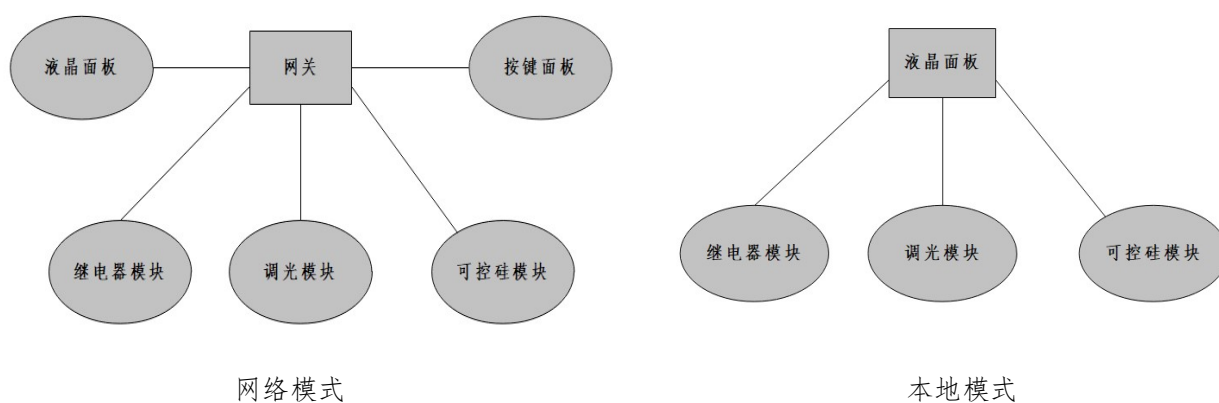 液晶面板
网关
按键面板
继电器模块
调光模块
可控硅模块
网络模式
液晶面板
继电器模块
调光模块
可控硅模块
本地模式